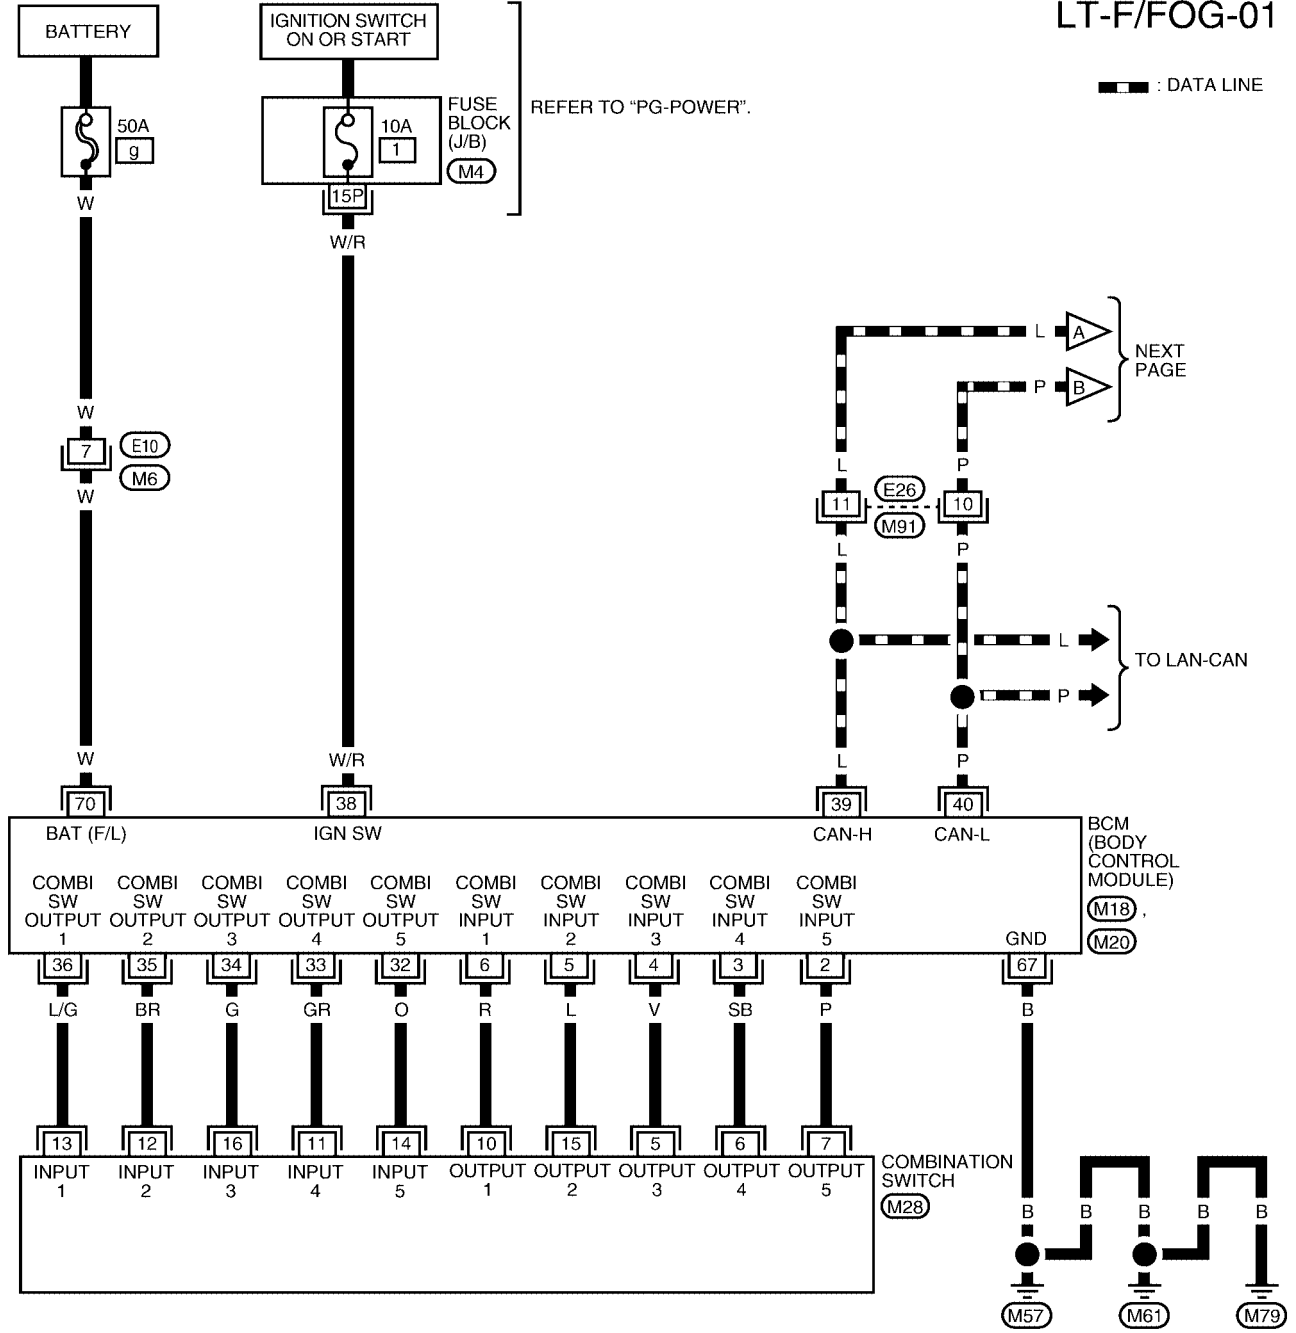 LT-F/FOG-01
BATTERY
IGNITION SWITCH
ON OR START
: DATA LINE
50A
g
10A
1
FUSE
BLOCK
(J/B)
M4
REFER TO “PG-POWER”.
15P
W
W/R
L
A
P
B
NEXT
PAGE
W
7
E10
M6
W
L
P
11
E26
M91
10
L
P
L
P
TO LAN-CAN
W
W/R
L
P
70
38
39
40
BAT (F/L)
IGN SW
CAN-H
CAN-L
BCM
(BODY
CONTROL
MODULE)
M18 ,
M20
COMBI COMBI COMBI COMBI COMBI COMBI COMBI COMBI COMBI COMBI
SW SW SW SW SW SW SW SW SW SW
OUTPUT OUTPUT OUTPUT OUTPUT OUTPUT INPUT INPUT INPUT INPUT INPUT
1 2 3 4 5 1 2 3 4 5 GND
36 35 34 33 32 6 5 4 3 2 67
L/G BR G GR O R L V SB P B
13 12 16 11 14 10 15 5 6 7
INPUT INPUT INPUT INPUT INPUT OUTPUT OUTPUT OUTPUT OUTPUT OUTPUT
1 2 3 4 5 1 2 3 4 5
COMBINATION
SWITCH
M28
B B B B B
M57 M61 M79